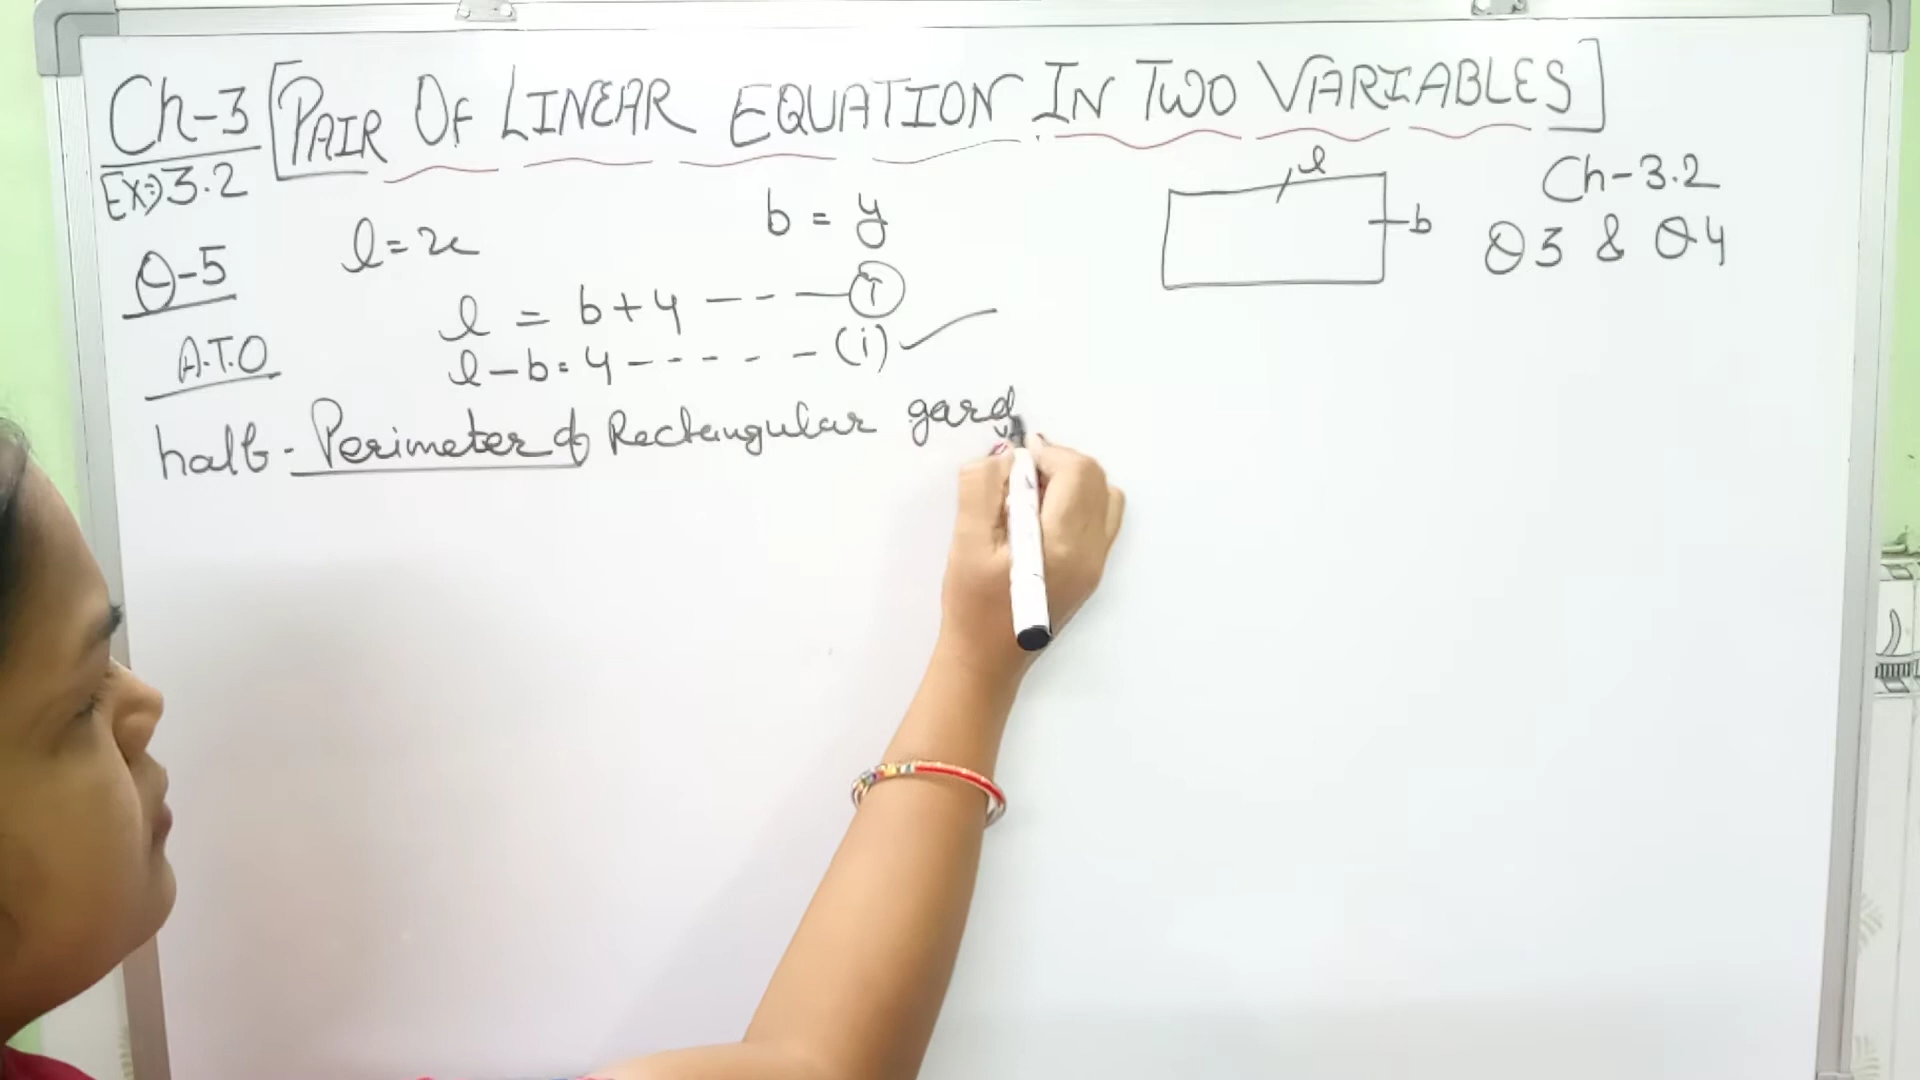 Ch-3 [PAIR OF LINEAR EQUATION IN TWO VARIABLES]
Ex:) 3.2
Q-5
l = x
b = y
l
b
Ch-3.2
Q3 & Q4
l = b+4 --- (i)
A.T.Q
l - b = 4 ------ (i)
half - Perimeter of Rectangular gard